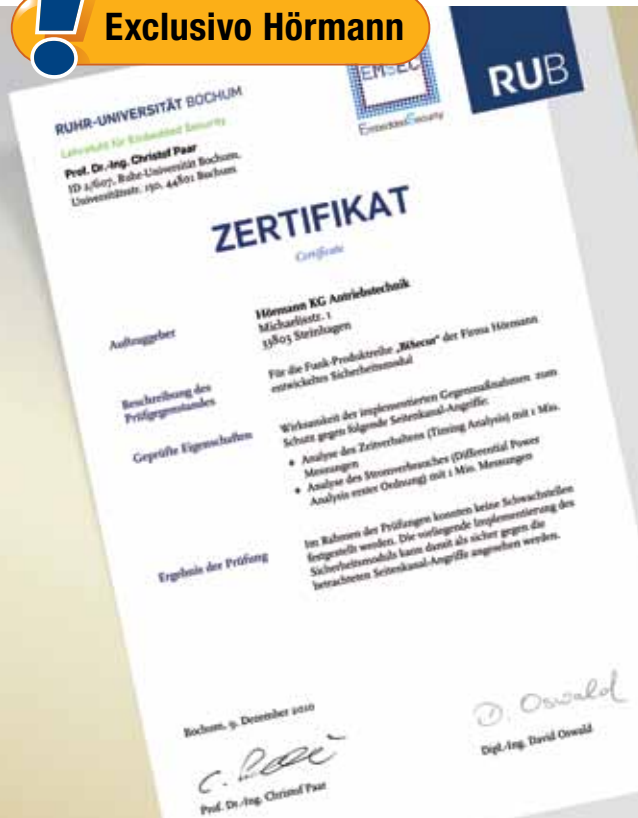 Exclusivo Hörmann
EMSEC
Embedded Security
RUB
RUHR-UNIVERSITÄT BOCHUM
Lehrstuhl für Embedded Security
Prof. Dr.-Ing. Christof Paar
ID 2/607, Ruhr-Universität Bochum,
Universitätsstr. 150, 44801 Bochum
ZERTIFIKAT
Certificate
Auftraggeber
Hörmann KG Antriebstechnik
Michaelisstr. 1
33803 Steinhagen
Beschreibung des
Prüfgegenstandes
Für die Funk-Produktreihe „BiSecur“ der Firma Hörmann
entwickeltes Sicherheitsmodul
Geprüfte Eigenschaften
Wirksamkeit der implementierten Gegenmaßnahmen zum
Schutz gegen folgende Seitenkanal-Angriffe:
• Analyse des Zeitverhaltens (Timing Analysis) mit 1 Mio.
Messungen
• Analyse des Stromverbrauches (Differential Power
Analysis erster Ordnung) mit 1 Mio. Messungen
Ergebnis der Prüfung
Im Rahmen der Prüfungen konnten keine Schwachstellen
festgestellt werden. Die vorliegende Implementierung des
Sicherheitsmoduls kann damit als sicher gegen die
betrachteten Seitenkanal-Angriffe angesehen werden.
Bochum, 9. Dezember 2010
C. Paar
Prof. Dr.-Ing. Christof Paar
D. Oswald
Dipl.-Ing. David Oswald